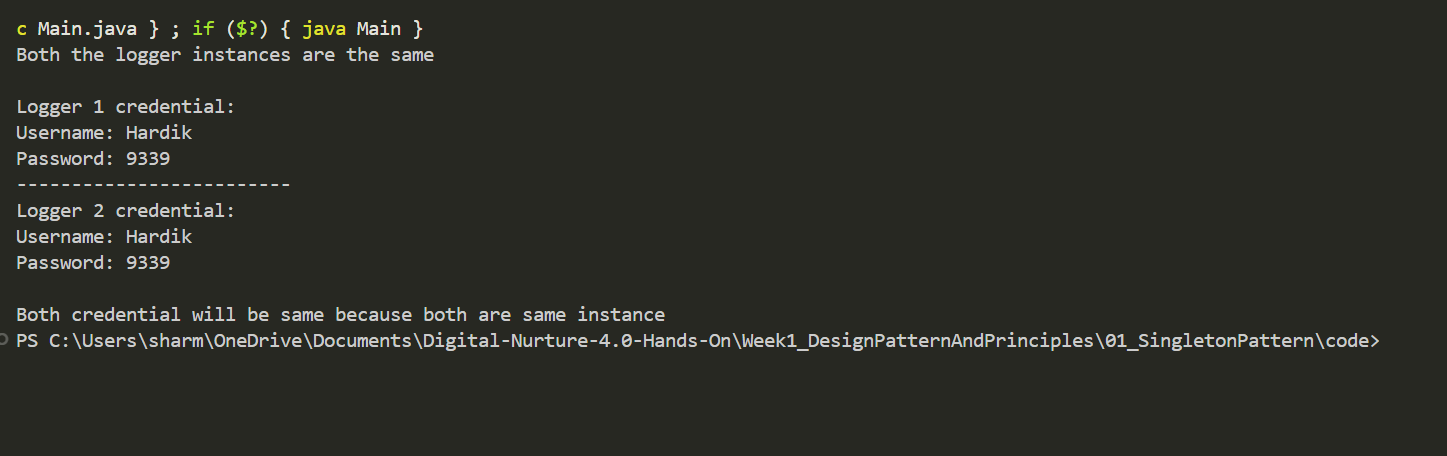 c Main.java } ; if ($?) { java Main }
Both the logger instances are the same
Logger 1 credential:
Username: Hardik
Password: 9339
-------------------------
Logger 2 credential:
Username: Hardik
Password: 9339
Both credential will be same because both are same instance
PS C:\Users\sharm\OneDrive\Documents\Digital-Nurture-4.0-Hands-On\Week1_DesignPatternAndPrinciples\01_SingletonPattern\code>